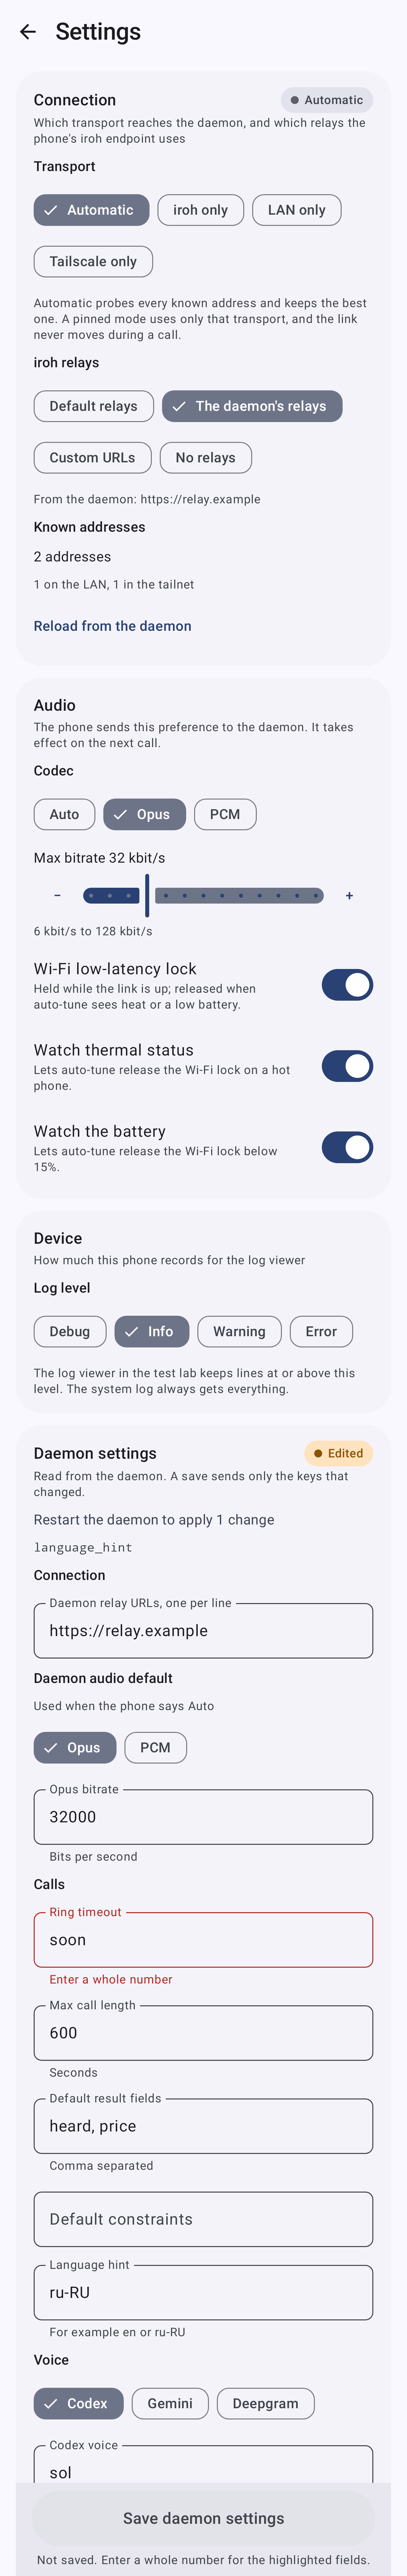 Settings
Connection
Automatic
Which transport reaches the daemon, and which relays the
phone's iroh endpoint uses
Transport
Automatic
iroh only
LAN only
Tailscale only
Automatic probes every known address and keeps the best
one. A pinned mode uses only that transport, and the link
never moves during a call.
iroh relays
Default relays
The daemon's relays
Custom URLs
No relays
From the daemon: https://relay.example
Known addresses
2 addresses
1 on the LAN, 1 in the tailnet
Reload from the daemon
Audio
The phone sends this preference to the daemon. It takes
effect on the next call.
Codec
Auto
Opus
PCM
Max bitrate 32 kbit/s
−
+
6 kbit/s to 128 kbit/s
Wi-Fi low-latency lock
Held while the link is up; released when
auto-tune sees heat or a low battery.
Watch thermal status
Lets auto-tune release the Wi-Fi lock on a hot
phone.
Watch the battery
Lets auto-tune release the Wi-Fi lock below
15%.
Device
How much this phone records for the log viewer
Log level
Debug
Info
Warning
Error
The log viewer in the test lab keeps lines at or above this
level. The system log always gets everything.
Daemon settings
Edited
Read from the daemon. A save sends only the keys that
changed.
Restart the daemon to apply 1 change
language_hint
Connection
Daemon relay URLs, one per line
https://relay.example
Daemon audio default
Used when the phone says Auto
Opus
PCM
Opus bitrate
32000
Bits per second
Calls
Ring timeout
soon
Enter a whole number
Max call length
600
Seconds
Default result fields
heard, price
Comma separated
Default constraints
Language hint
ru-RU
For example en or ru-RU
Voice
Codex
Gemini
Deepgram
Codex voice
sol
Save daemon settings
Not saved. Enter a whole number for the highlighted fields.